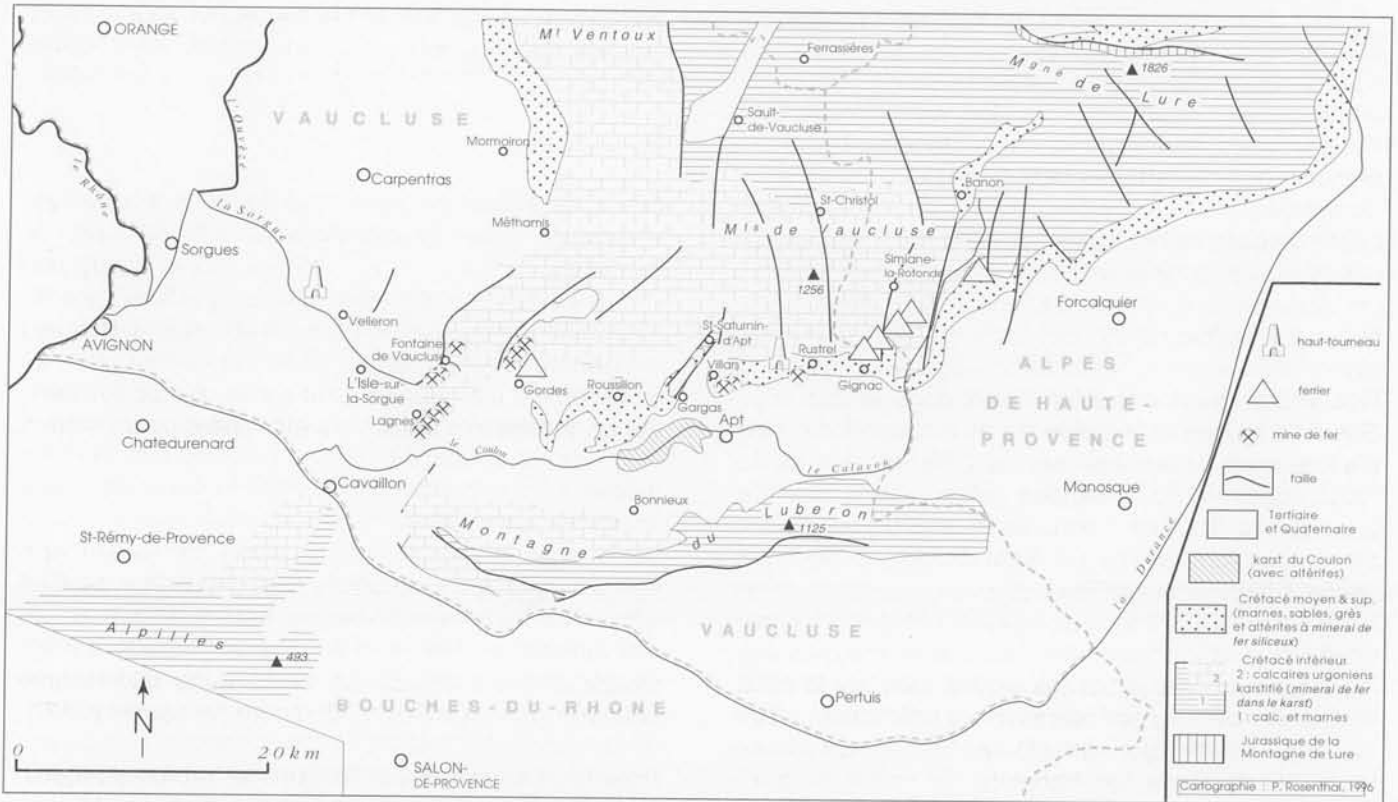 ORANGE
Mt Ventoux
Ferrassières
Mgne de Lure
1826
l'Ouvèze
VAUCLUSE
Sault-
de-Vaucluse
le Rhône
Mormoiron
Carpentras
Banon
la Sorgue
St-Christol
Méthamis
Mts de Vaucluse
Sorgues
Simiane-
la-Rotonde
1256
Forcalquier
Velleron
AVIGNON
Fontaine
de Vaucluse
St-Saturnin-
d'Apt
Rustrel
Villars
L'Isle-sur-
la-Sorgue
Gordes
Roussillon
Gignac
ALPES
DE HAUTE-
PROVENCE
Lagnes
Gargas
Apt
Chateaurenard
le Coulon
le Calavon
Cavaillon
Bonnieux
Manosque
Montagne du Luberon
1125
St-Rémy-de-Provence
la Durance
Alpilles
493
VAUCLUSE
Pertuis
BOUCHES-DU-RHONE
N
0 20 km
SALON-
DE-PROVENCE
haut-fourneau
ferrier
mine de fer
faille
Tertiaire
et Quaternaire
karst du Coulon
(avec altérites)
Crétacé moyen & sup.
(marnes, sables, grès
et altérites à minerai de
fer siliceux)
Crétacé inférieur
2 : calcaires urgoniens
karstifié (minerai de fer
dans le karst)
1 : calc. et marnes
2
1
Jurassique de la
Montagne de Lure
Cartographie : P. Rosenthal, 1996